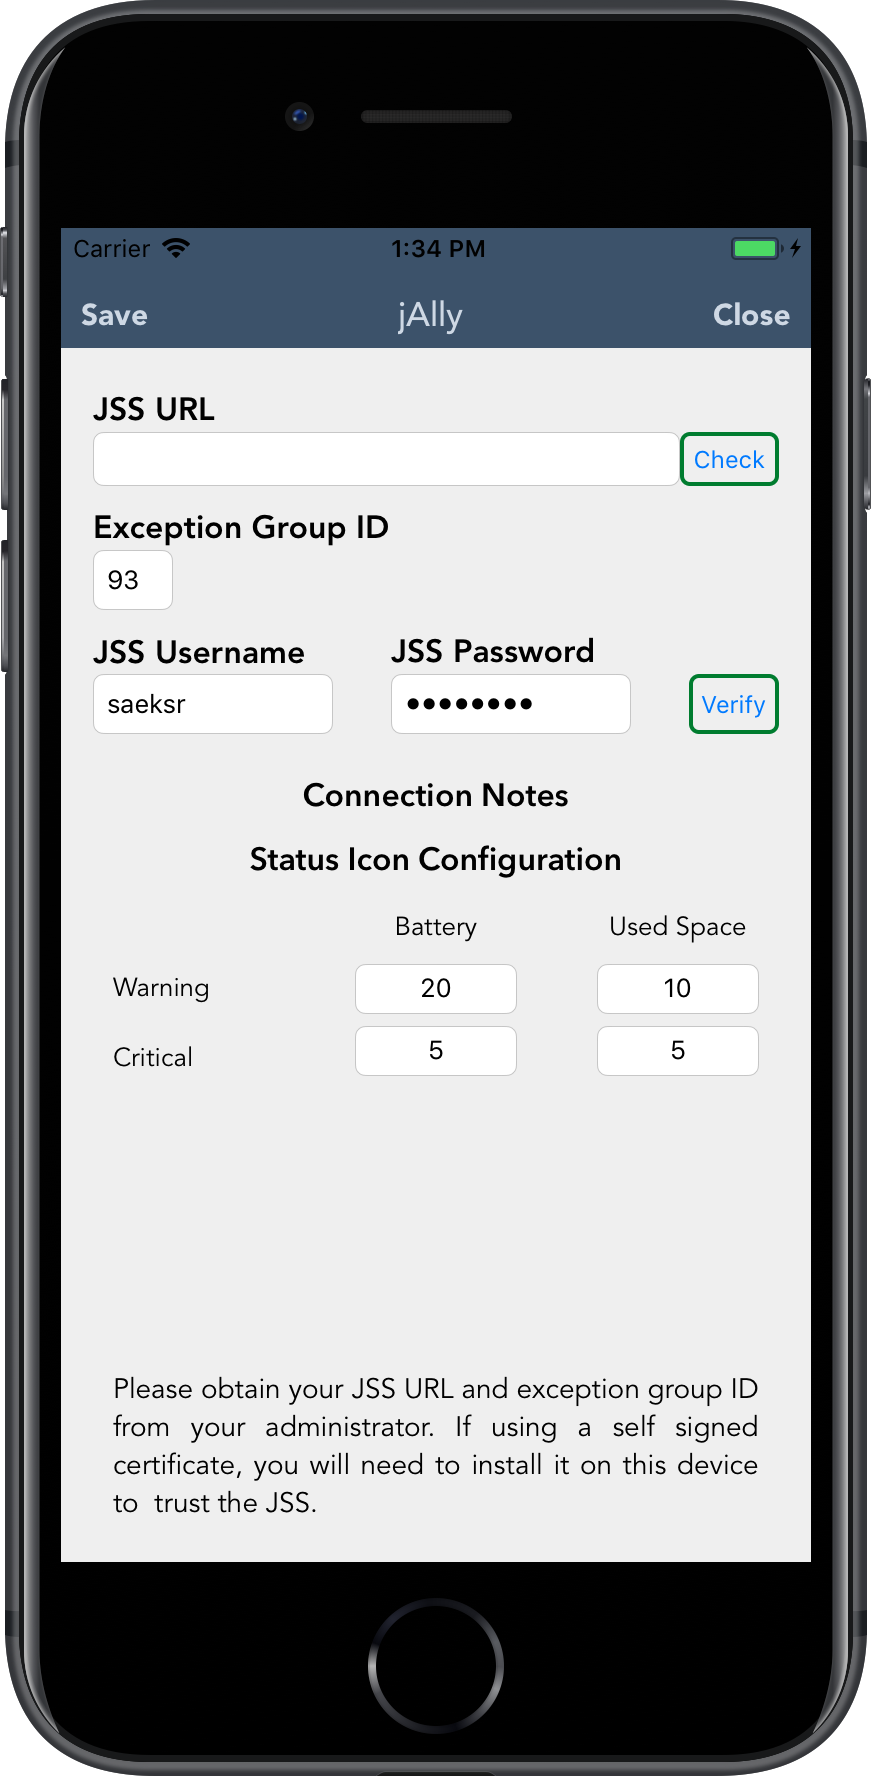 Carrier 1:34 PM
Save jAlly Close
JSS URL
Check
Exception Group ID
93
JSS Username JSS Password
saeksr •••••••• Verify
Connection Notes
Status Icon Configuration
Battery Used Space
Warning 20 10
Critical 5 5
Please obtain your JSS URL and exception group ID
from your administrator. If using a self signed
certificate, you will need to install it on this device
to trust the JSS.